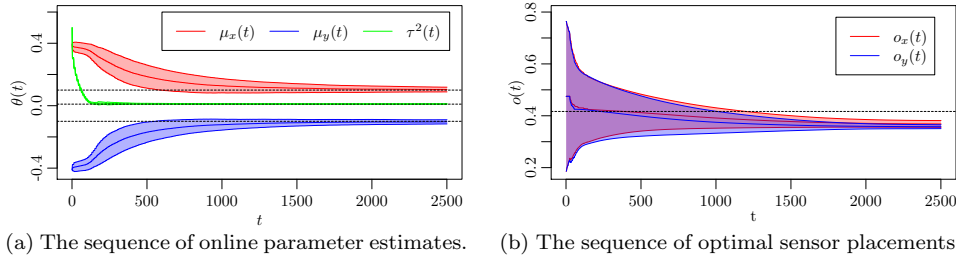 μx(t) μy(t) τ²(t)
θ(t)
0.4
0.0
-0.4
0 500 1000 1500 2000 2500
t
(a) The sequence of online parameter estimates.
ox(t)
oy(t)
o(t)
0.8
0.6
0.4
0.2
0 500 1000 1500 2000 2500
t
(b) The sequence of optimal sensor placements